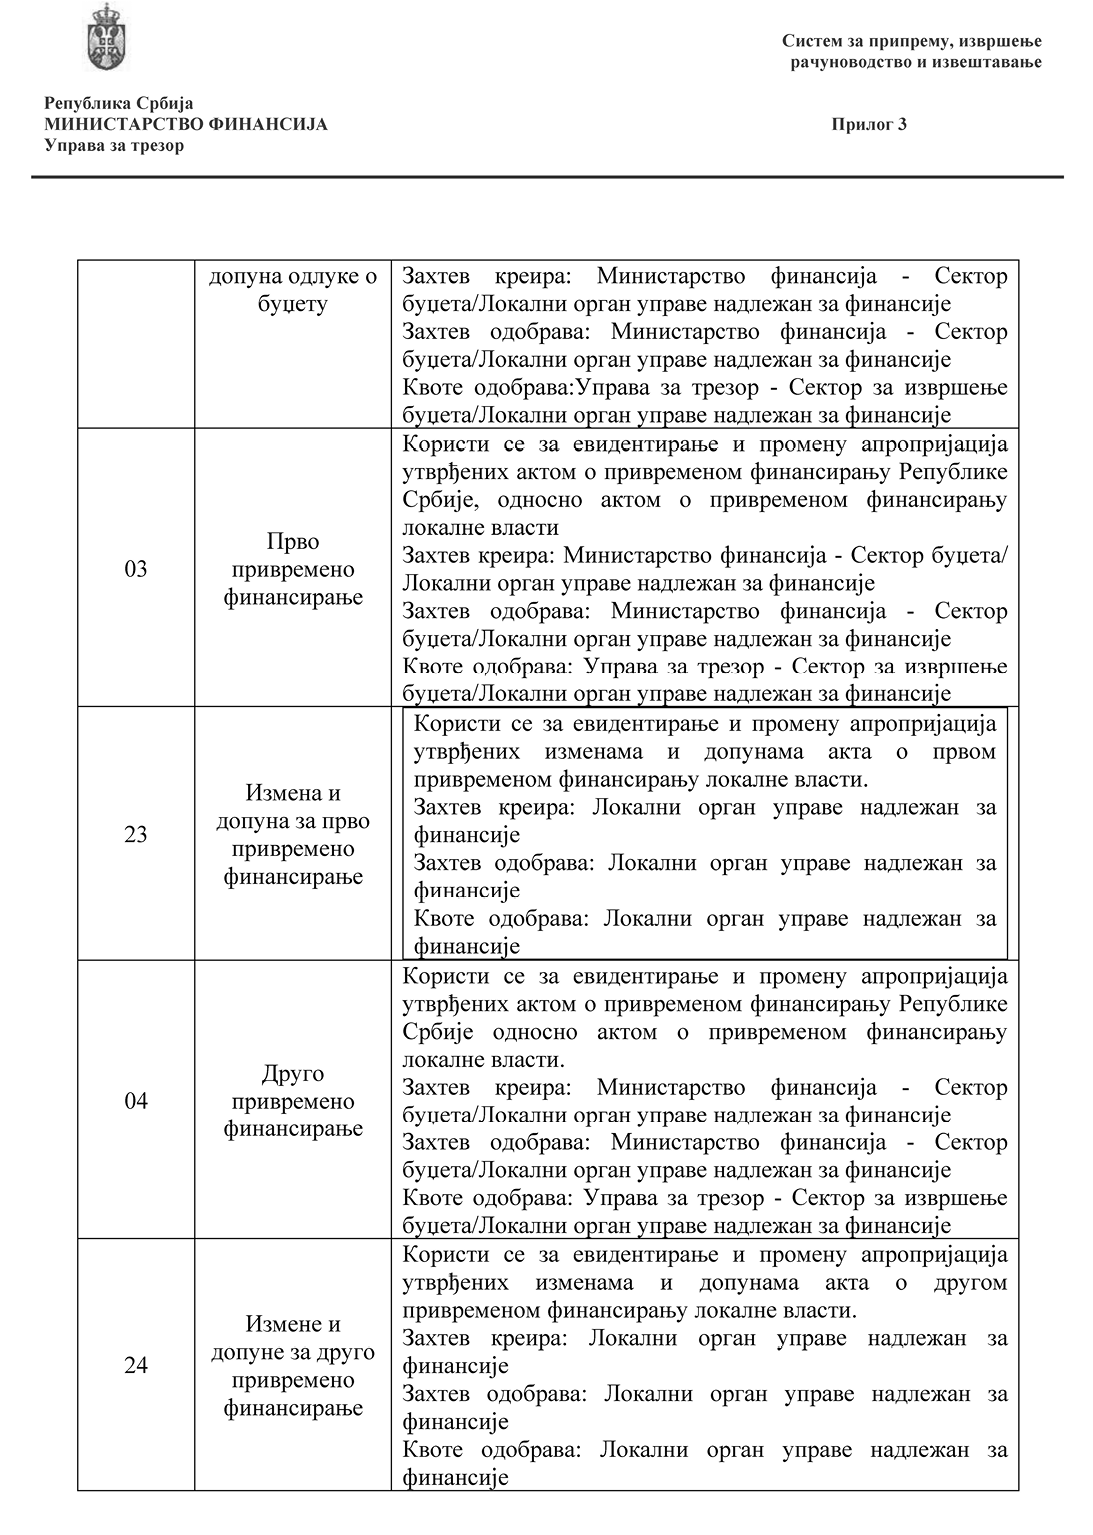 Систем за припрему, извршење
рачуноводство и извештавање
Република Србија
МИНИСТАРСТВО ФИНАНСИЈА
Прилог 3
Управа за трезор
допуна одлуке о
буџету
Захтев креира: Министарство финансија - Сектор
буџета/Локални орган управе надлежан за финансије
Захтев одобрава: Министарство финансија - Сектор
буџета/Локални орган управе надлежан за финансије
Квоте одобрава:Управа за трезор - Сектор за извршење
буџета/Локални орган управе надлежан за финансије
03
Прво
привремено
финансирање
Користи се за евидентирање и промену апропријација
утврђених актом о привременом финансирању Републике
Србије, односно актом о привременом финансирању
локалне власти
Захтев креира: Министарство финансија - Сектор буџета/
Локални орган управе надлежан за финансије
Захтев одобрава: Министарство финансија - Сектор
буџета/Локални орган управе надлежан за финансије
Квоте одобрава: Управа за трезор - Сектор за извршење
буџета/Локални орган управе надлежан за финансије
23
Измена и
допуна за прво
привремено
финансирање
Користи се за евидентирање и промену апропријација
утврђених изменама и допунама акта о првом
привременом финансирању локалне власти.
Захтев креира: Локални орган управе надлежан за
финансије
Захтев одобрава: Локални орган управе надлежан за
финансије
Квоте одобрава: Локални орган управе надлежан за
финансије
04
Друго
привремено
финансирање
Користи се за евидентирање и промену апропријација
утврђених актом о привременом финансирању Републике
Србије односно актом о привременом финансирању
локалне власти.
Захтев креира: Министарство финансија - Сектор
буџета/Локални орган управе надлежан за финансије
Захтев одобрава: Министарство финансија - Сектор
буџета/Локални орган управе надлежан за финансије
Квоте одобрава: Управа за трезор - Сектор за извршење
буџета/Локални орган управе надлежан за финансије
24
Измене и
допуне за друго
привремено
финансирање
Користи се за евидентирање и промену апропријација
утврђених изменама и допунама акта о другом
привременом финансирању локалне власти.
Захтев креира: Локални орган управе надлежан за
финансије
Захтев одобрава: Локални орган управе надлежан за
финансије
Квоте одобрава: Локални орган управе надлежан за
финансије